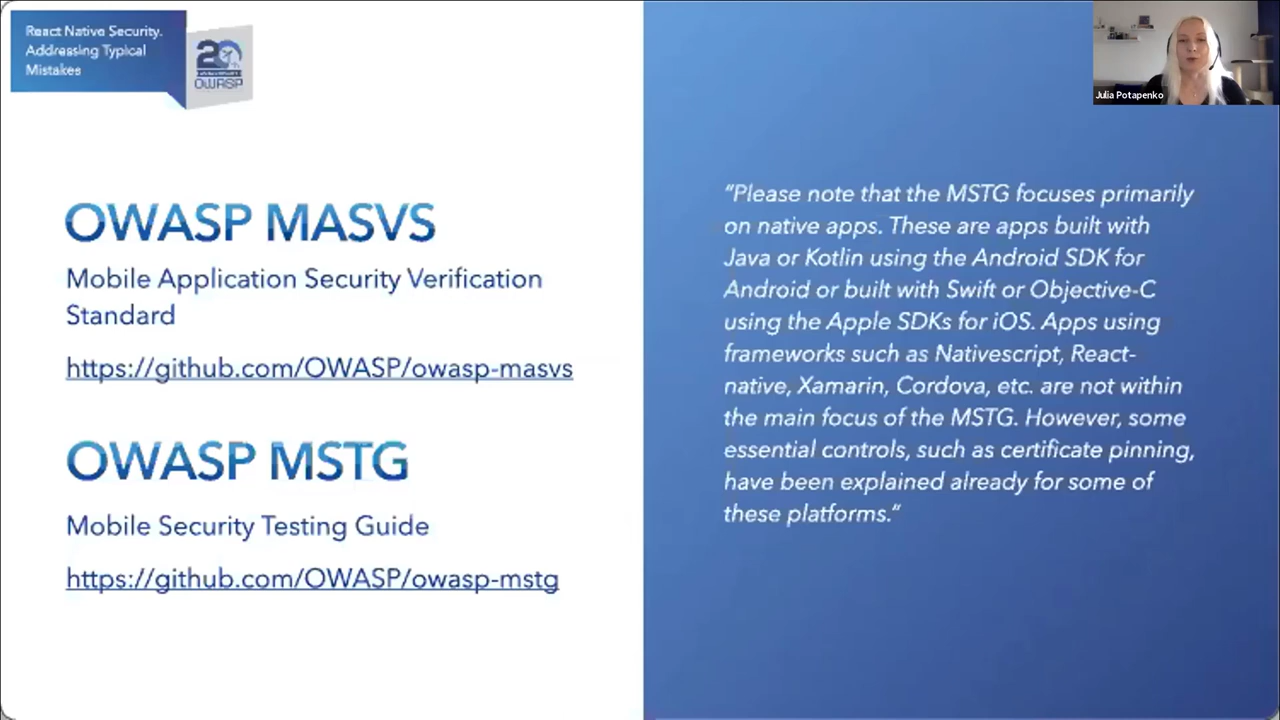 React Native Security.
Addressing Typical
Mistakes
20th
OWASP
Julia Potapenko
OWASP MASVS
Mobile Application Security Verification
Standard
https://github.com/OWASP/owasp-masvs
OWASP MSTG
Mobile Security Testing Guide
https://github.com/OWASP/owasp-mstg
“Please note that the MSTG focuses primarily
on native apps. These are apps built with
Java or Kotlin using the Android SDK for
Android or built with Swift or Objective-C
using the Apple SDKs for iOS. Apps using
frameworks such as Nativescript, React-
native, Xamarin, Cordova, etc. are not within
the main focus of the MSTG. However, some
essential controls, such as certificate pinning,
have been explained already for some of
these platforms.“